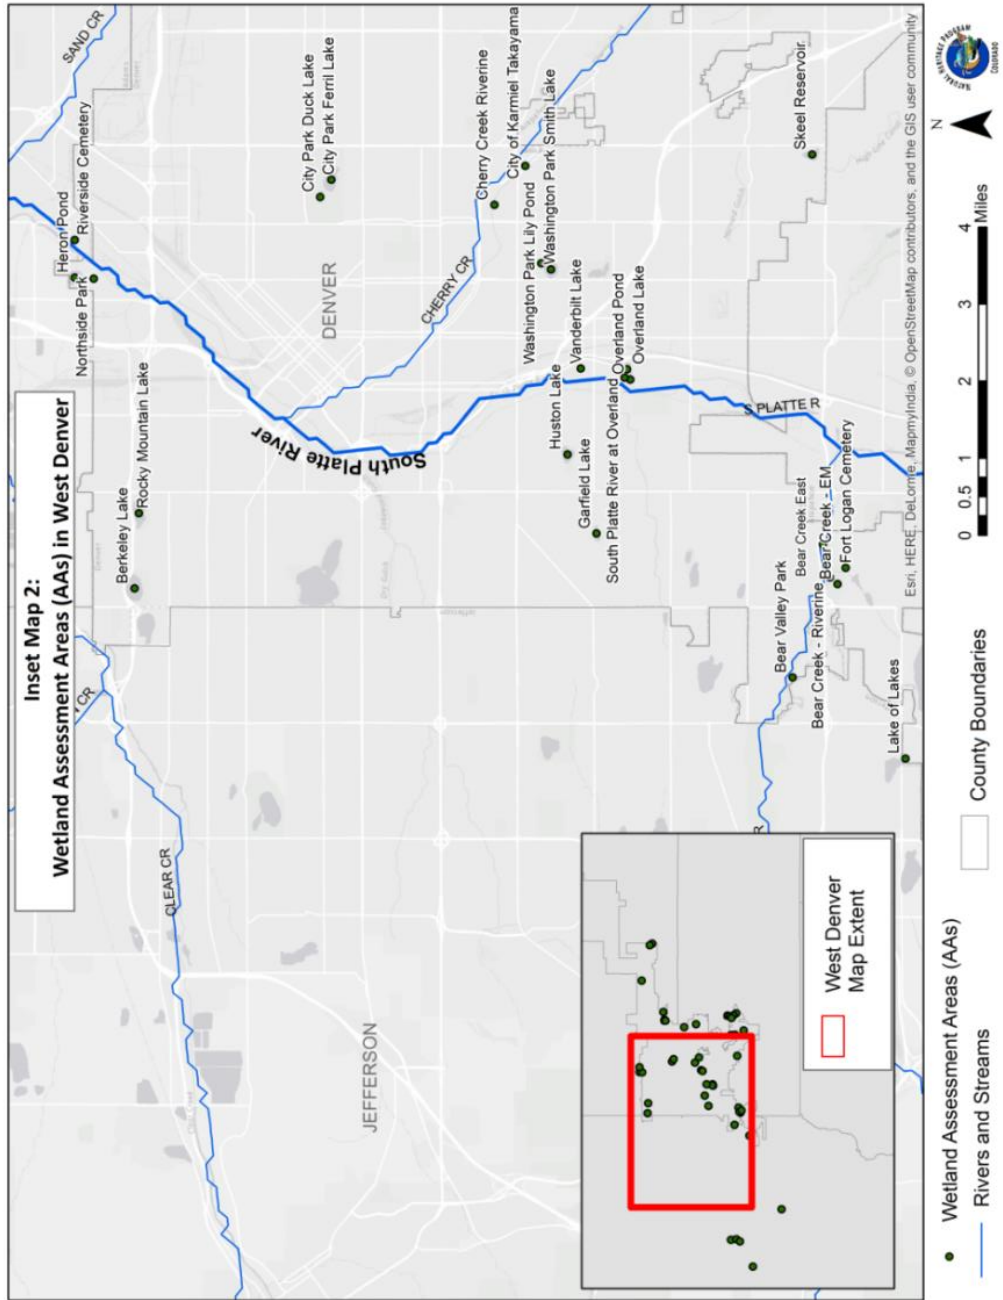 Inset Map 2:
Wetland Assessment Areas (AAs) in West Denver
SAND CR
CR
CLEAR CR
Heron Pond
Riverside Cemetery
Northside Park
Rocky Mountain Lake
Berkeley Lake
City Park Duck Lake
City Park Ferril Lake
DENVER
South Platte River
CHERRY CR
Cherry Creek Riverine
City of Karmiel Takayama
Washington Park Lily Pond
Washington Park Smith Lake
Vanderbilt Lake
Huston Lake
Garfield Lake
Overland Pond
Overland Lake
South Platte River at Overland
JEFFERSON
S PLATTE R
Skeel Reservoir
Bear Valley Park
Bear Creek East
Bear Creek - EM
Bear Creek - Riverine
Fort Logan Cemetery
Lake of Lakes
R
West Denver
Map Extent
Esri, HERE, DeLorme, MapmyIndia, © OpenStreetMap contributors, and the GIS user community
Wetland Assessment Areas (AAs)
Rivers and Streams
County Boundaries
0 0.5 1 2 3 4
Miles
N
NATURAL HERITAGE PROGRAM
COLORADO